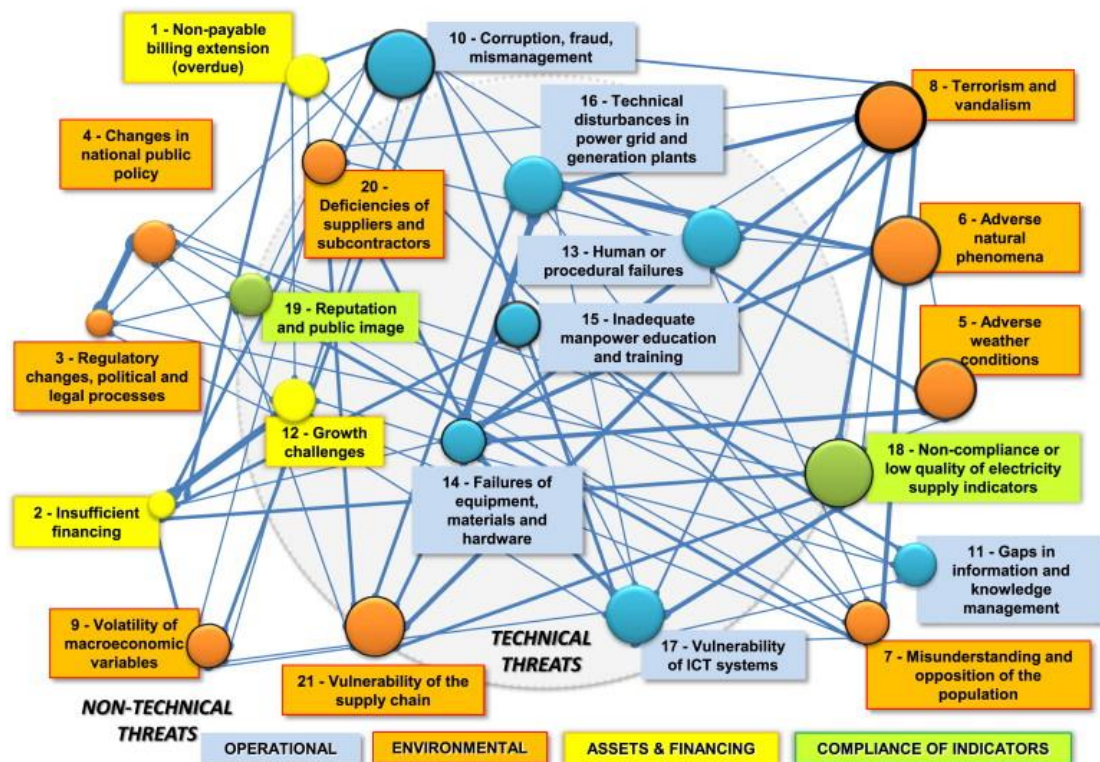 1 - Non-payable
billing extension
(overdue)
10 - Corruption, fraud,
mismanagement
8 - Terrorism and
vandalism
16 - Technical
disturbances in
power grid and
generation plants
4 - Changes in
national public
policy
20 -
Deficiencies of
suppliers and
subcontractors
6 - Adverse
natural
phenomena
13 - Human or
procedural failures
19 - Reputation
and public image
15 - Inadequate
manpower education
and training
5 - Adverse
weather
conditions
3 - Regulatory
changes, political and
legal processes
12 - Growth
challenges
18 - Non-compliance or
low quality of electricity
supply indicators
14 - Failures of
equipment,
materials and
hardware
2 - Insufficient
financing
11 - Gaps in
information and
knowledge
management
9 - Volatility of
macroeconomic
variables
TECHNICAL
THREATS
17 - Vulnerability
of ICT systems
7 - Misunderstanding and
opposition of the
population
21 - Vulnerability of the
supply chain
NON-TECHNICAL
THREATS
OPERATIONAL
ENVIRONMENTAL
ASSETS & FINANCING
COMPLIANCE OF INDICATORS